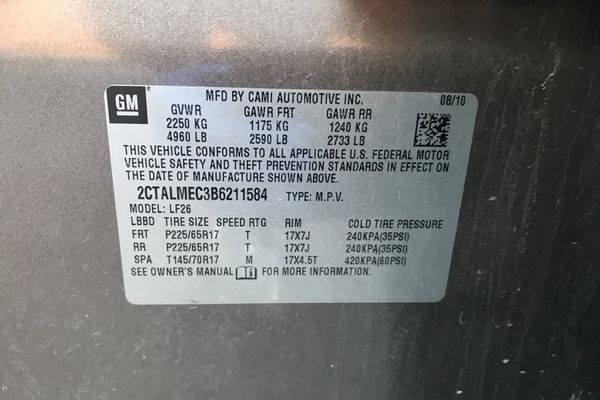 GM
MFD BY CAMI AUTOMOTIVE INC. 08/10
GVWR GAWR FRT GAWR RR
2250 KG 1175 KG 1240 KG
4960 LB 2590 LB 2733 LB
THIS VEHICLE CONFORMS TO ALL APPLICABLE U.S. FEDERAL MOTOR
VEHICLE SAFETY AND THEFT PREVENTION STANDARDS IN EFFECT ON
THE DATE OF MANUFACTURE SHOWN ABOVE.
2CTALMEC3B6211584 TYPE: M.P.V.
MODEL: LF26
LBBD TIRE SIZE SPEED RTG RIM COLD TIRE PRESSURE
FRT P225/65R17 T 17X7J 240KPA(35PSI)
RR P225/65R17 T 17X7J 240KPA(35PSI)
SPA T145/70R17 M 17X4.5T 420KPA(60PSI)
SEE OWNER'S MANUAL FOR MORE INFORMATION.